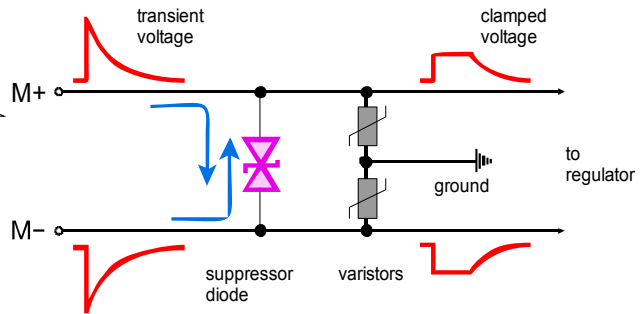 transient
voltage
clamped
voltage
M+
to
regulator
ground
M−
suppressor
diode
varistors